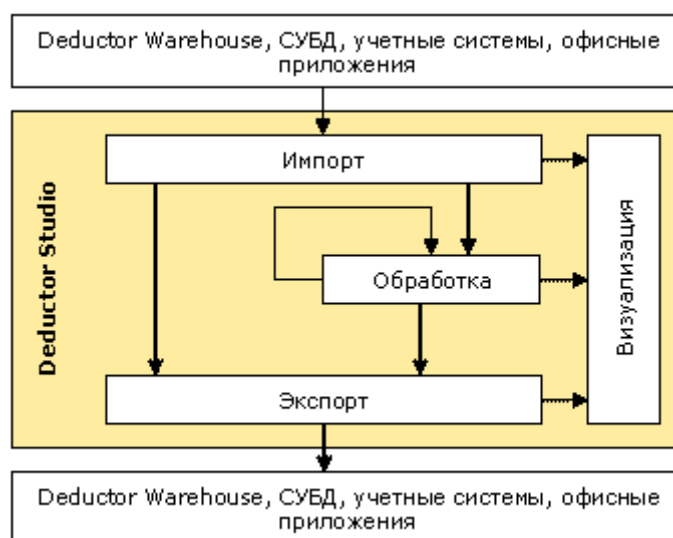 Deductor Warehouse, СУБД, учетные системы, офисные
приложения
Импорт
Deductor Studio
Обработка
Визуализация
Экспорт
Deductor Warehouse, СУБД, учетные системы, офисные
приложения